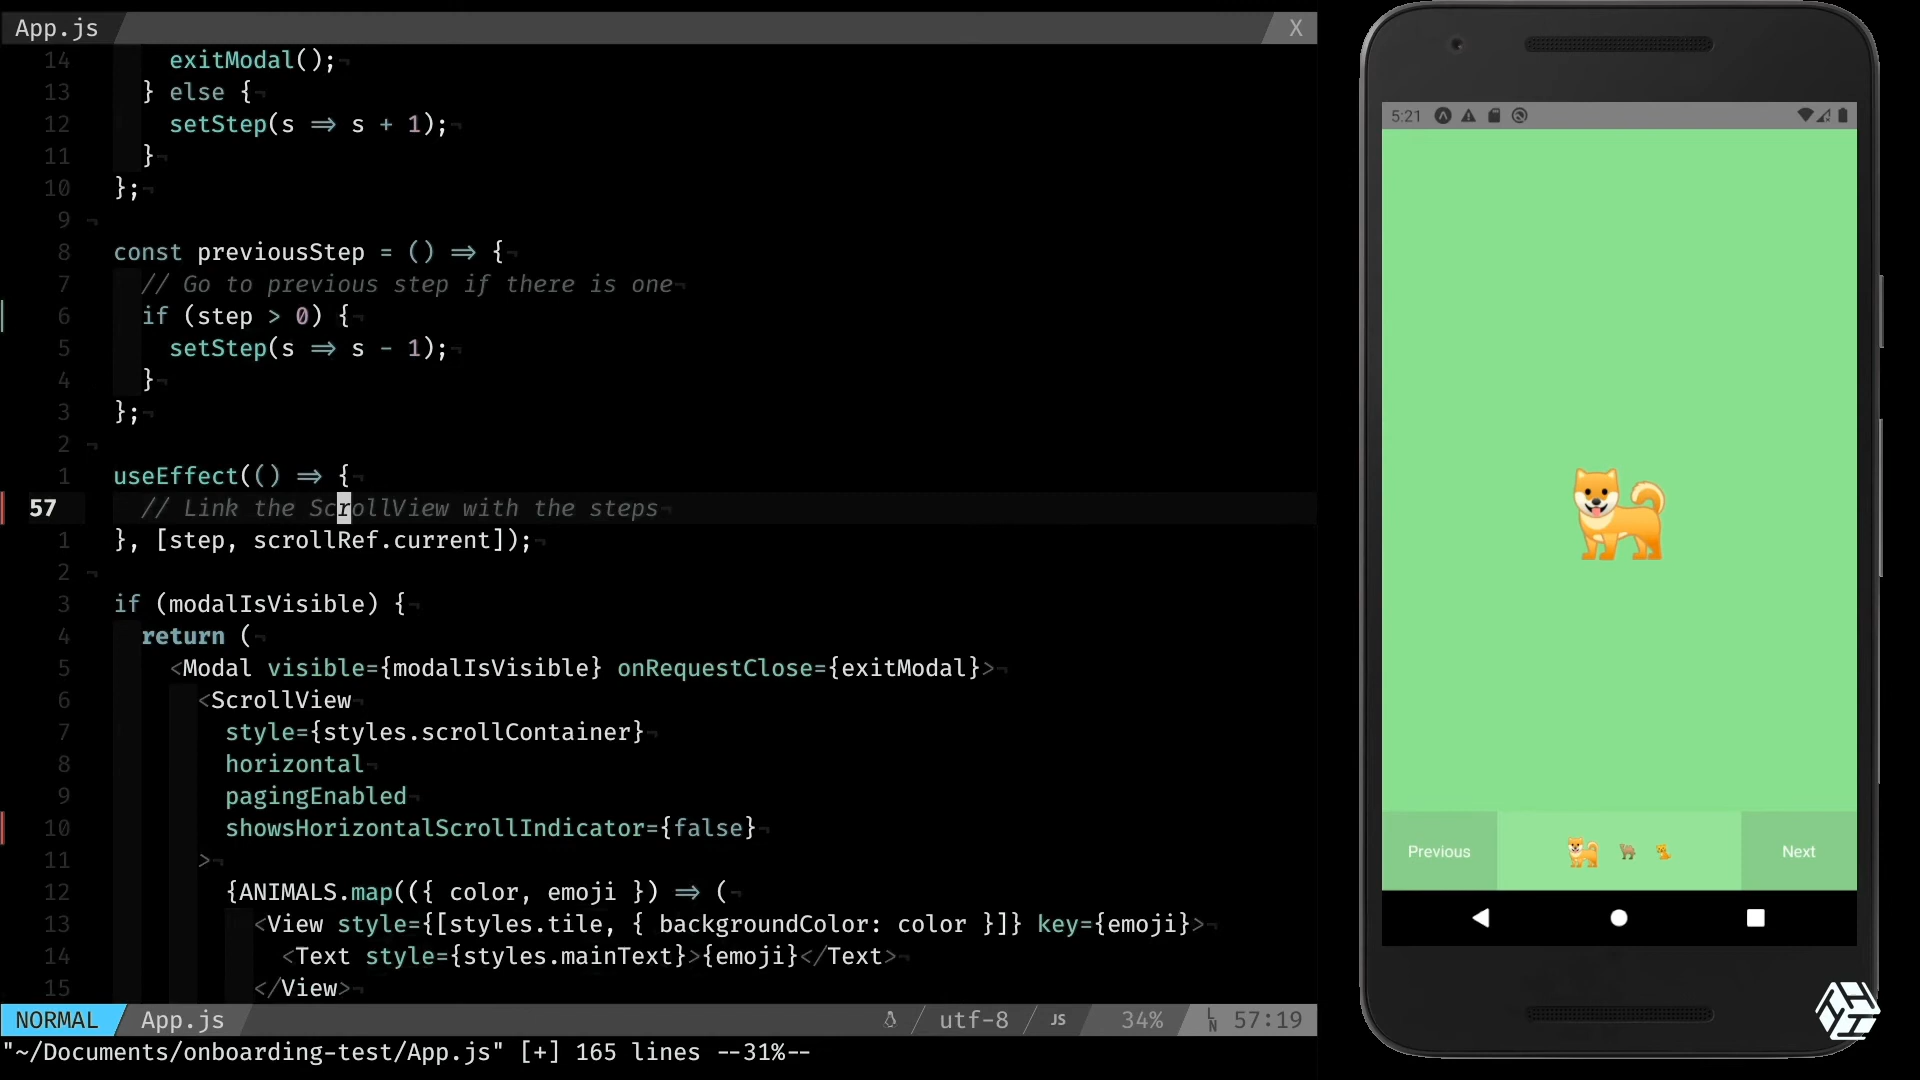 App.js X
14 exitModal();¬
13 } else {¬
12 setStep(s => s + 1);¬
11 }¬
10 };¬
9 ¬
8 const previousStep = () => {¬
7 // Go to previous step if there is one¬
6 if (step > 0) {¬
5 setStep(s => s - 1);¬
4 }¬
3 };¬
2 ¬
1 useEffect(() => {¬
57 // Link the ScrollView with the steps¬
1 }, [step, scrollRef.current]);¬
2 ¬
3 if (modalIsVisible) {¬
4 return (¬
5 <Modal visible={modalIsVisible} onRequestClose={exitModal}>¬
6 <ScrollView¬
7 style={styles.scrollContainer}¬
8 horizontal¬
9 pagingEnabled¬
10 showsHorizontalScrollIndicator={false}¬
11 >¬
12 {ANIMALS.map(({ color, emoji }) => (¬
13 <View style={[styles.tile, { backgroundColor: color }]} key={emoji}>¬
14 <Text style={styles.mainText}>{emoji}</Text>¬
15 </View>¬
NORMAL App.js utf-8 JS 34% LN 57:19
"~/Documents/onboarding-test/App.js" [+] 165 lines --31%--
5:21
Previous Next